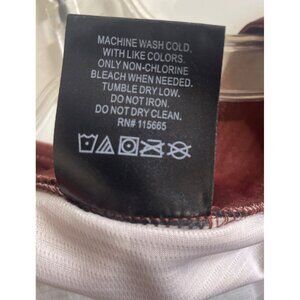 MACHINE WASH COLD,
WITH LIKE COLORS.
ONLY NON-CHLORINE
BLEACH WHEN NEEDED.
TUMBLE DRY LOW.
DO NOT IRON.
DO NOT DRY CLEAN.
RN# 115665